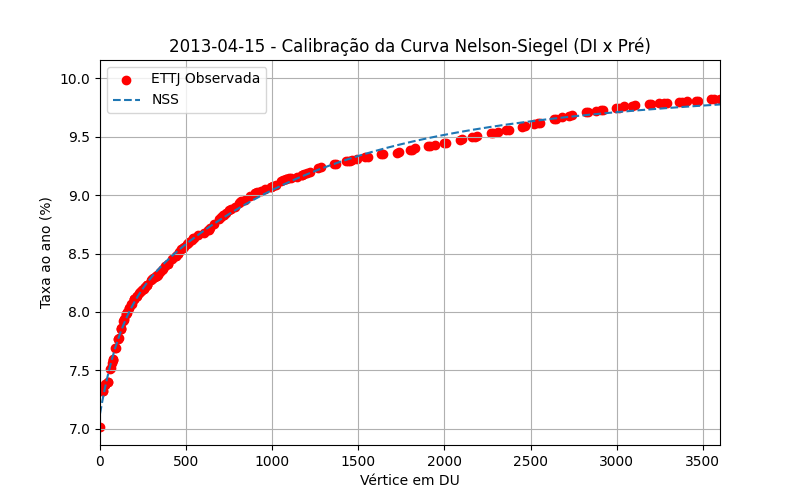 2013-04-15 - Calibração da Curva Nelson-Siegel (DI x Pré)
ETTJ Observada
NSS
Taxa ao ano (%)
10.0
9.5
9.0
8.5
8.0
7.5
7.0
0 500 1000 1500 2000 2500 3000 3500
Vértice em DU